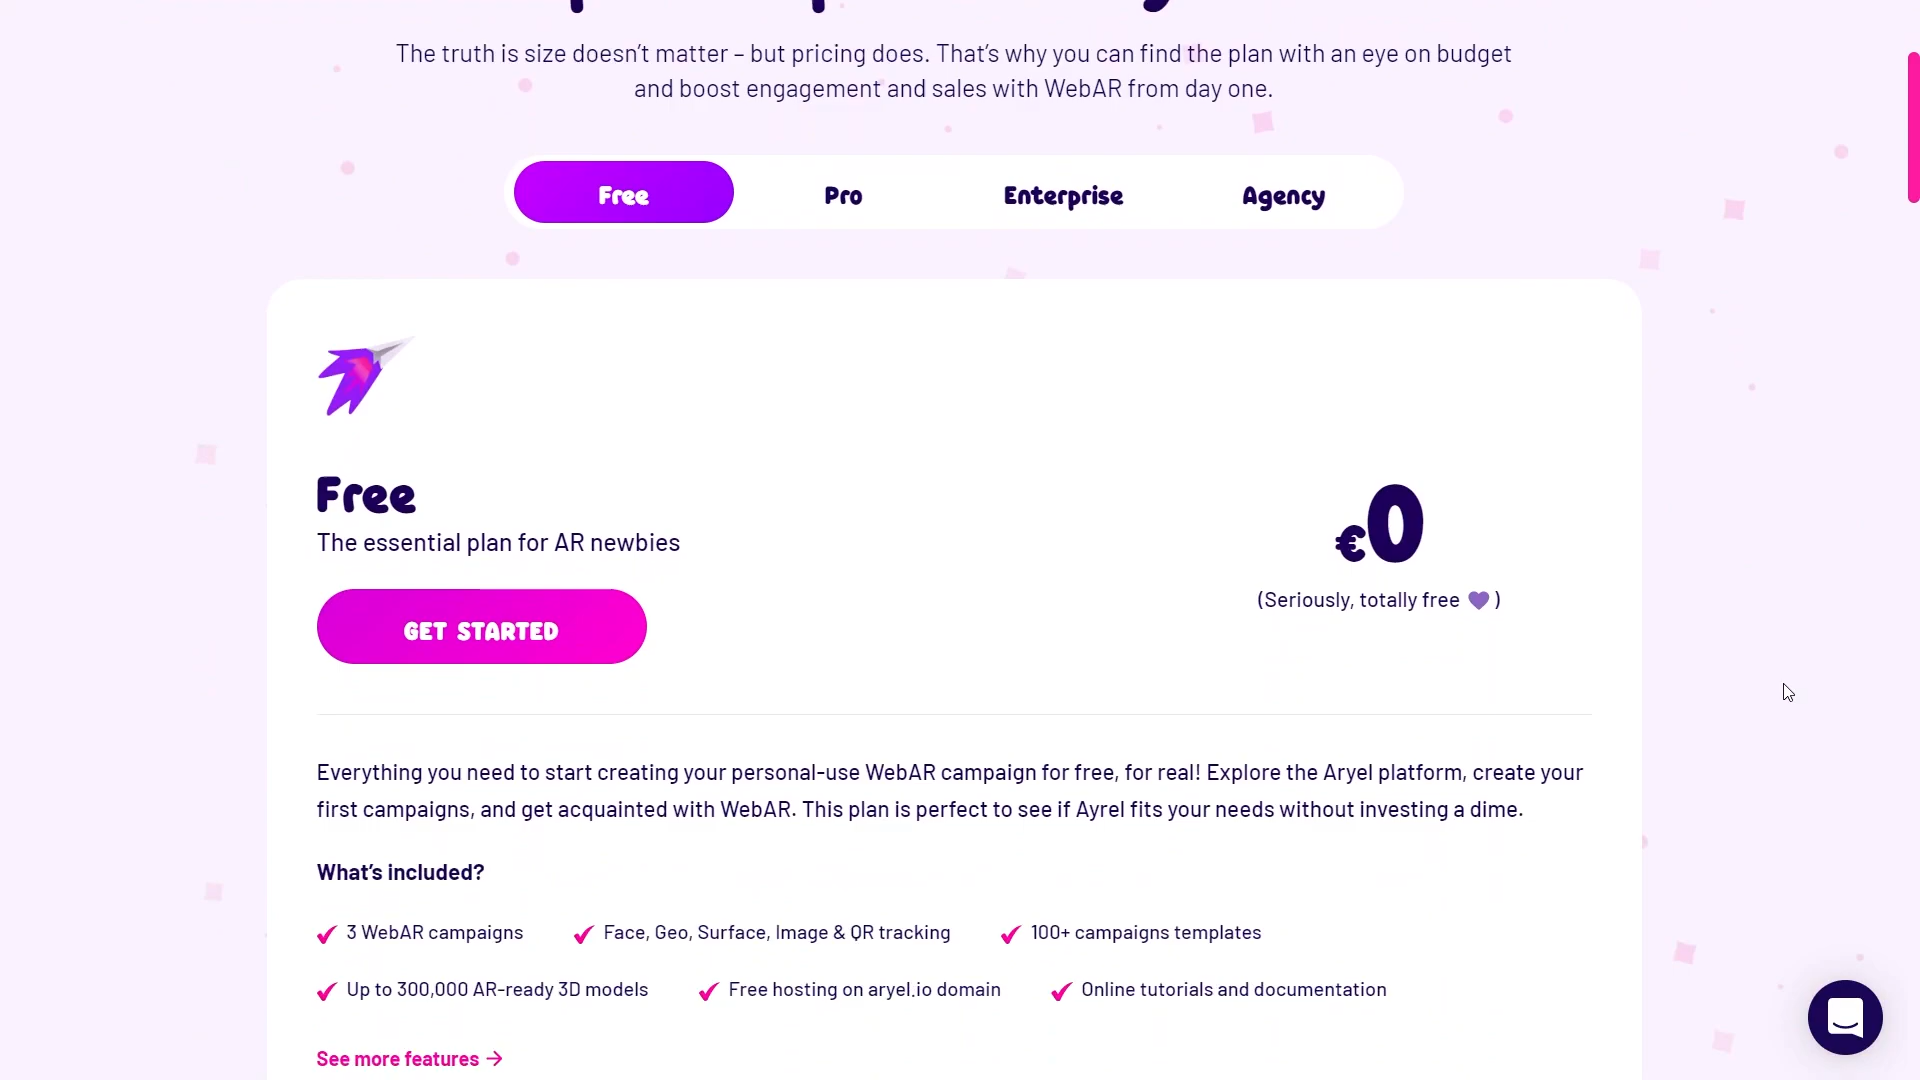 The truth is size doesn’t matter – but pricing does. That’s why you can find the plan with an eye on budget
and boost engagement and sales with WebAR from day one.
Free
Pro
Enterprise
Agency
Free
The essential plan for AR newbies
€0
(Seriously, totally free 💜)
GET STARTED
Everything you need to start creating your personal-use WebAR campaign for free, for real! Explore the Aryel platform, create your
first campaigns, and get acquainted with WebAR. This plan is perfect to see if Ayrel fits your needs without investing a dime.
What’s included?
3 WebAR campaigns
Face, Geo, Surface, Image & QR tracking
100+ campaigns templates
Up to 300,000 AR-ready 3D models
Free hosting on aryel.io domain
Online tutorials and documentation
See more features →